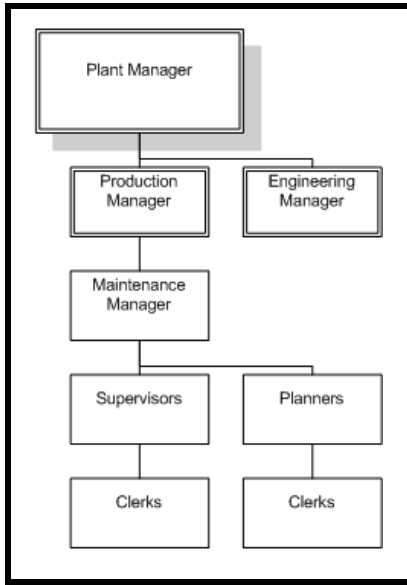 Plant Manager
Production
Manager
Engineering
Manager
Maintenance
Manager
Supervisors
Planners
Clerks
Clerks